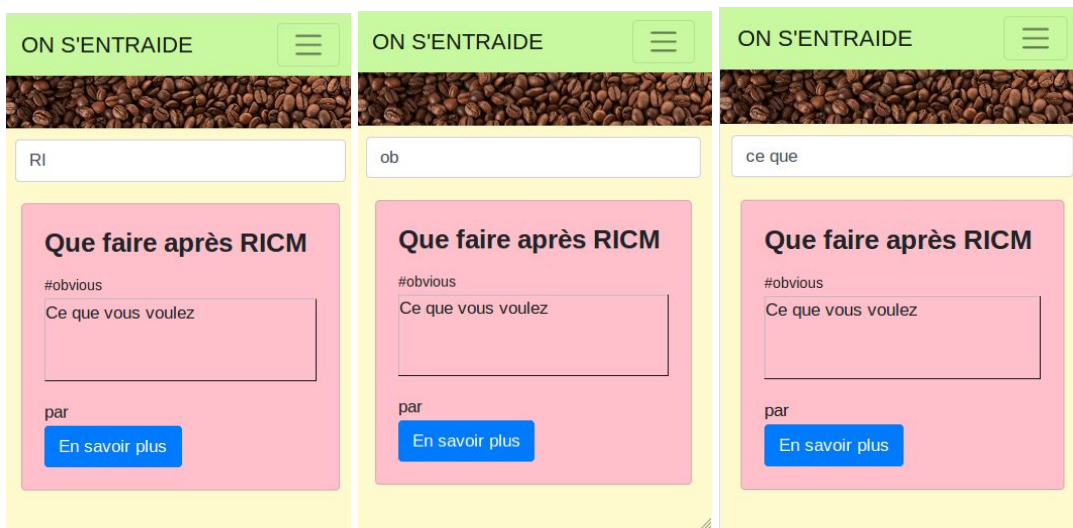 ON S'ENTRAIDE
RI
Que faire après RICM
#obvious
Ce que vous voulez
par
En savoir plus
ON S'ENTRAIDE
ob
Que faire après RICM
#obvious
Ce que vous voulez
par
En savoir plus
ON S'ENTRAIDE
ce que
Que faire après RICM
#obvious
Ce que vous voulez
par
En savoir plus